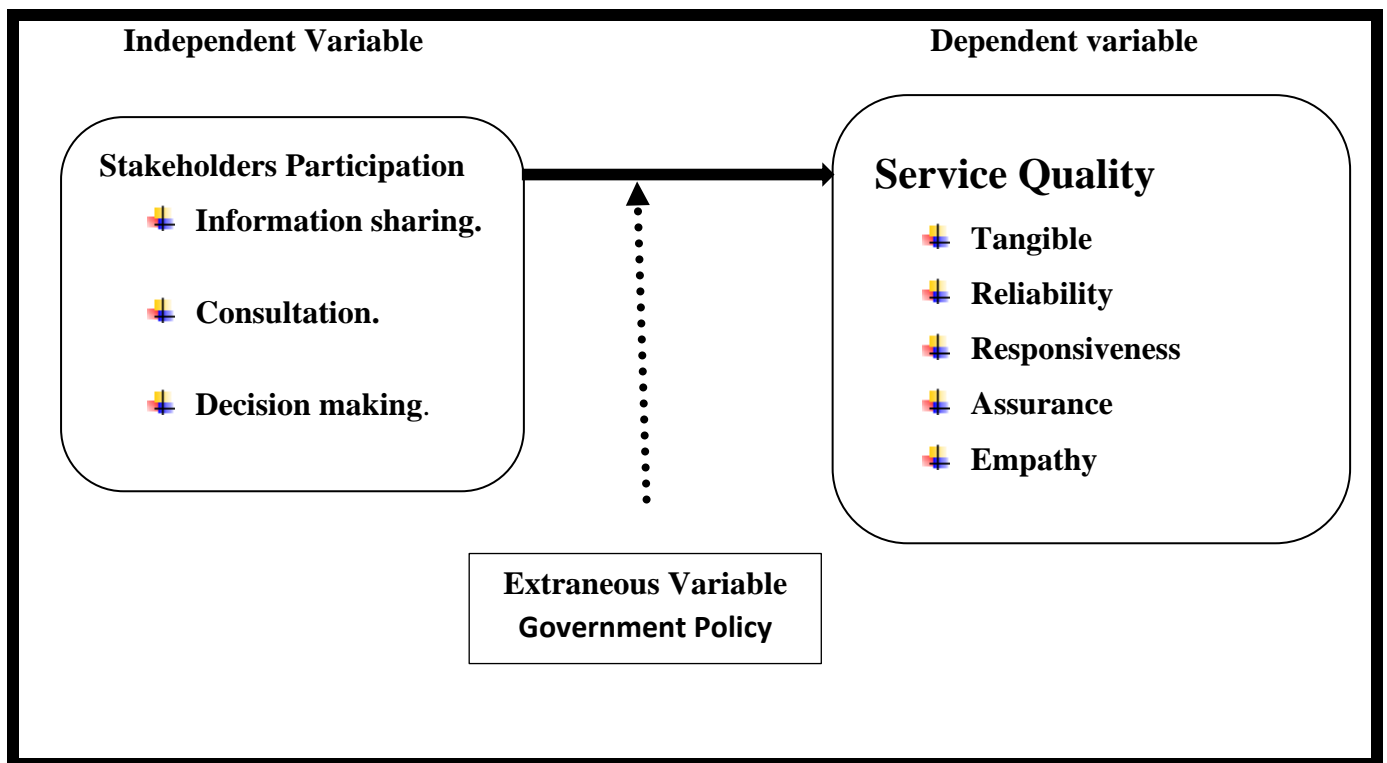 Independent Variable
Dependent variable
Stakeholders Participation
Information sharing.
Consultation.
Decision making.
Service Quality
Tangible
Reliability
Responsiveness
Assurance
Empathy
Extraneous Variable
Government Policy